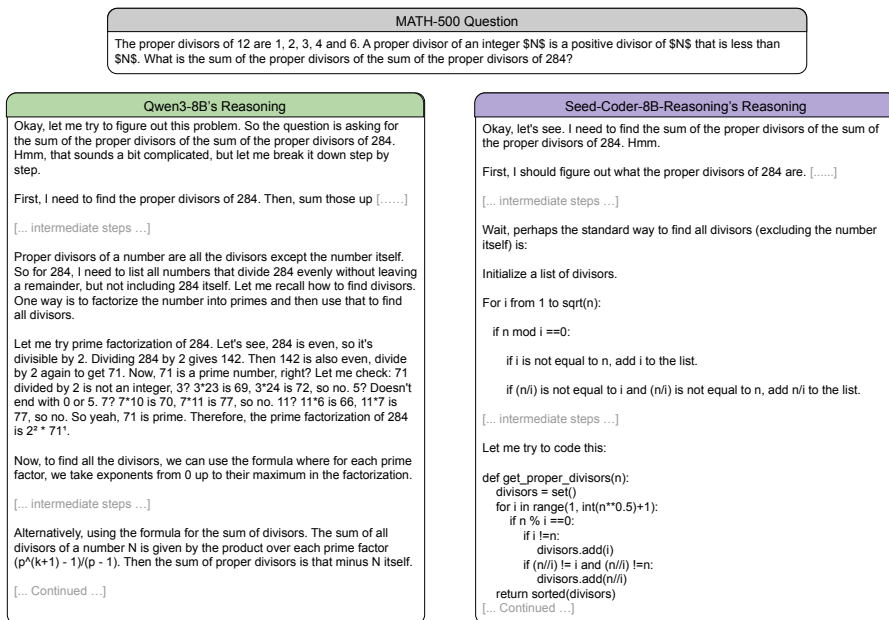 MATH-500 Question
The proper divisors of 12 are 1, 2, 3, 4 and 6. A proper divisor of an integer $N$ is a positive divisor of $N$ that is less than
$N$. What is the sum of the proper divisors of the sum of the proper divisors of 284?
Qwen3-8B's Reasoning
Okay, let me try to figure out this problem. So the question is asking for
the sum of the proper divisors of the sum of the proper divisors of 284.
Hmm, that sounds a bit complicated, but let me break it down step by
step.
First, I need to find the proper divisors of 284. Then, sum those up [……]
[... intermediate steps …]
Proper divisors of a number are all the divisors except the number itself.
So for 284, I need to list all numbers that divide 284 evenly without leaving
a remainder, but not including 284 itself. Let me recall how to find divisors.
One way is to factorize the number into primes and then use that to find
all divisors.
Let me try prime factorization of 284. Let's see, 284 is even, so it's
divisible by 2. Dividing 284 by 2 gives 142. Then 142 is also even, divide
by 2 again to get 71. Now, 71 is a prime number, right? Let me check: 71
divided by 2 is not an integer, 3? 3*23 is 69, 3*24 is 72, so no. 5? Doesn't
end with 0 or 5. 7? 7*10 is 70, 7*11 is 77, so no. 11? 11*6 is 66, 11*7 is
77, so no. So yeah, 71 is prime. Therefore, the prime factorization of 284
is 2² * 71¹.
Now, to find all the divisors, we can use the formula where for each prime
factor, we take exponents from 0 up to their maximum in the factorization.
[... intermediate steps …]
Alternatively, using the formula for the sum of divisors. The sum of all
divisors of a number N is given by the product over each prime factor
(p^(k+1) - 1)/(p - 1). Then the sum of proper divisors is that minus N itself.
[... Continued …]
Seed-Coder-8B-Reasoning's Reasoning
Okay, let's see. I need to find the sum of the proper divisors of the sum of
the proper divisors of 284. Hmm.
First, I should figure out what the proper divisors of 284 are. [......]
[... intermediate steps …]
Wait, perhaps the standard way to find all divisors (excluding the number
itself) is:
Initialize a list of divisors.
For i from 1 to sqrt(n):
if n mod i ==0:
if i is not equal to n, add i to the list.
if (n/i) is not equal to i and (n/i) is not equal to n, add n/i to the list.
[... intermediate steps …]
Let me try to code this:
def get_proper_divisors(n):
divisors = set()
for i in range(1, int(n**0.5)+1):
if n % i ==0:
if i !=n:
divisors.add(i)
if (n//i) != i and (n//i) !=n:
divisors.add(n//i)
return sorted(divisors)
[... Continued …]